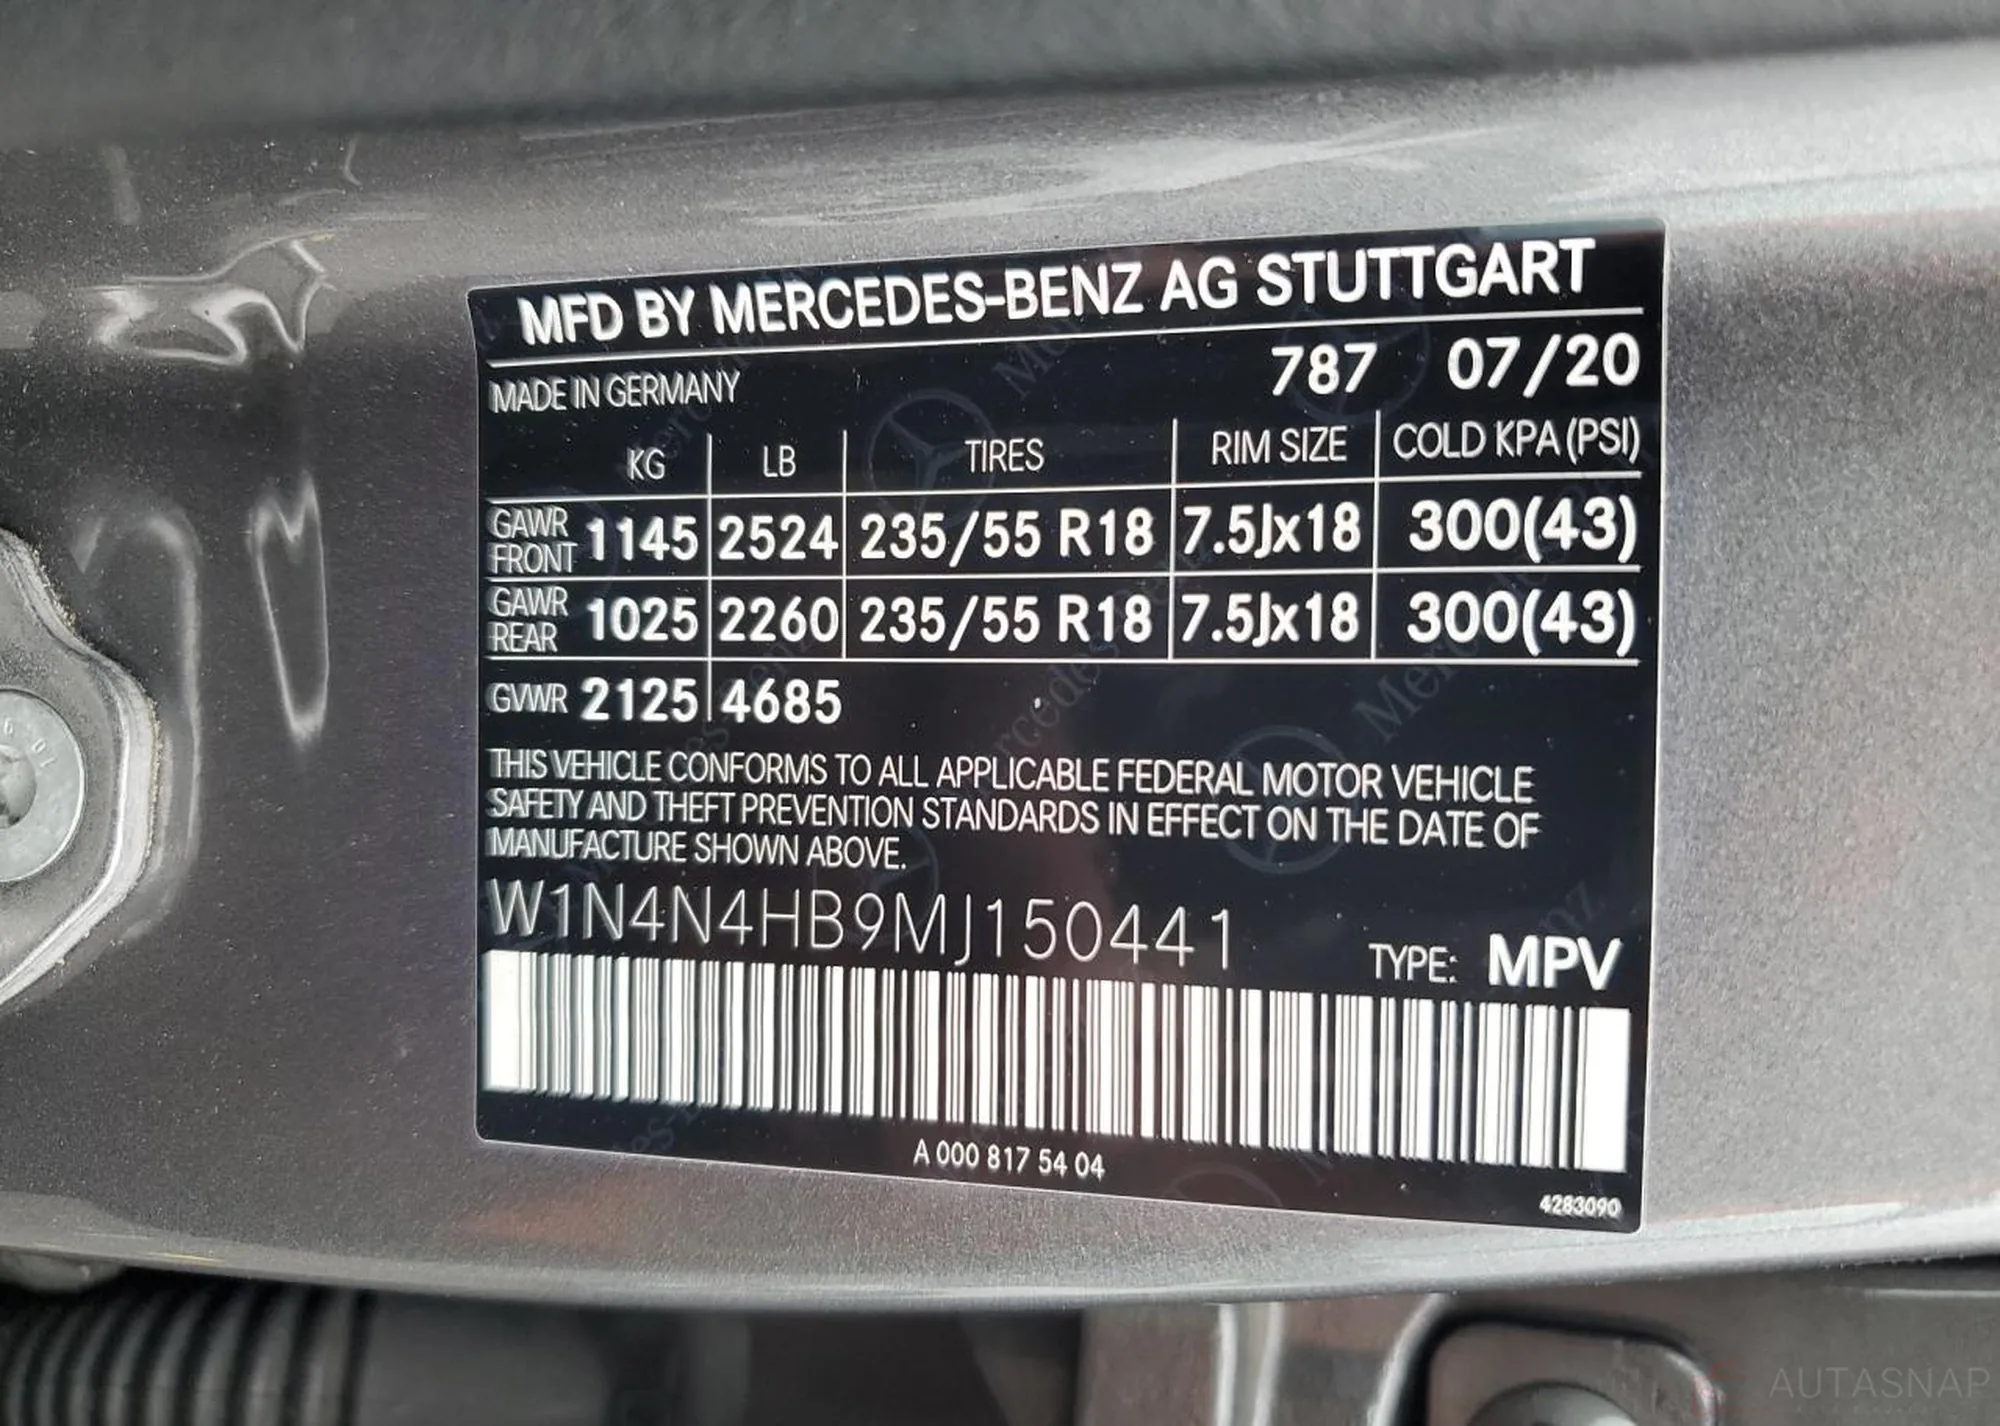 MFD BY MERCEDES-BENZ AG STUTTGART
MADE IN GERMANY 787 07/20
KG LB TIRES RIM SIZE COLD KPA (PSI)
GAWR FRONT 1145 2524 235/55 R18 7.5Jx18 300(43)
GAWR REAR 1025 2260 235/55 R18 7.5Jx18 300(43)
GVWR 2125 4685
THIS VEHICLE CONFORMS TO ALL APPLICABLE FEDERAL MOTOR VEHICLE
SAFETY AND THEFT PREVENTION STANDARDS IN EFFECT ON THE DATE OF
MANUFACTURE SHOWN ABOVE.
W1N4N4HB9MJ150441
TYPE: MPV
A 000 817 54 04
4283090
AUTASNAP